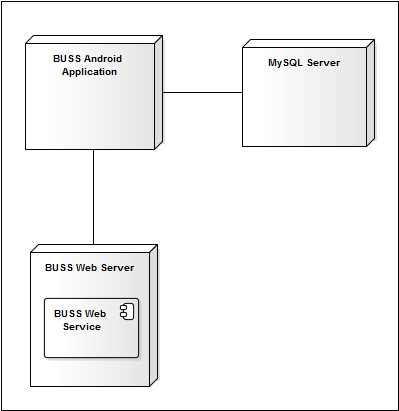 BUSS Android
Application
MySQL Server
BUSS Web Server
BUSS Web
Service